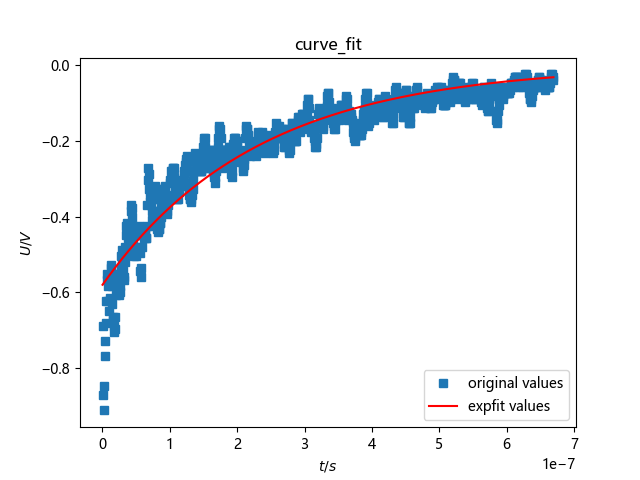 curve_fit
0.0
−0.2
−0.4
−0.6
−0.8
U/V
original values
expfit values
0 1 2 3 4 5 6 7
1e−7
t/s